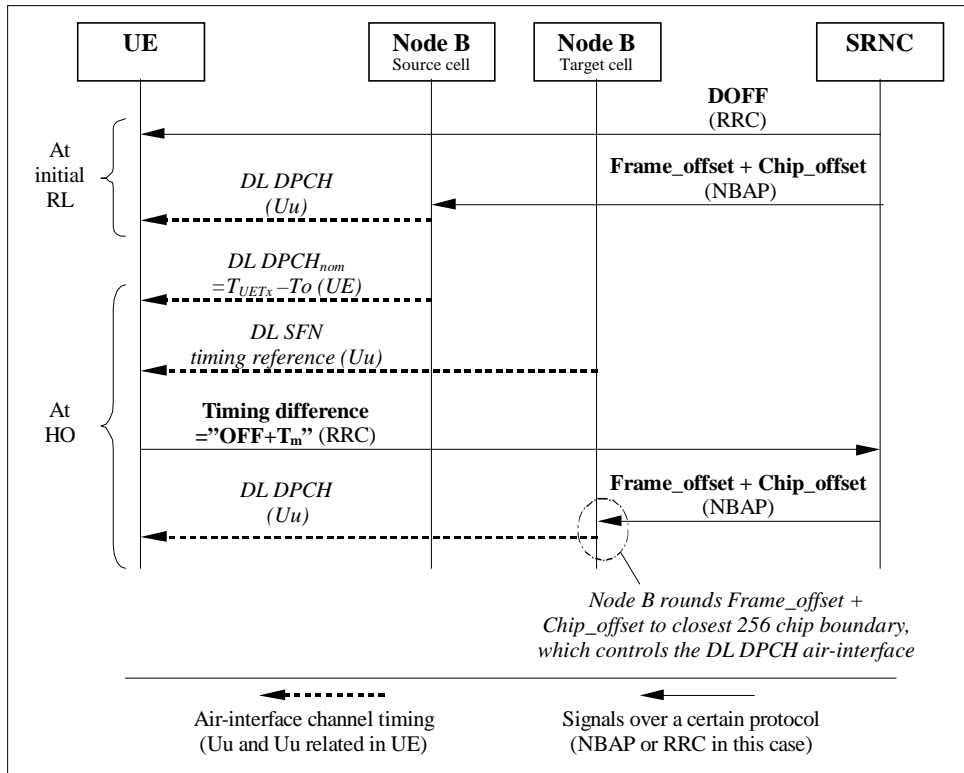 UE
Node B
Source cell
Node B
Target cell
SRNC
DOFF
(RRC)
At
initial
RL
Frame_offset + Chip_offset
(NBAP)
DL DPCH
(Uu)
DL DPCHnom
=TUETx –To (UE)
DL SFN
timing reference (Uu)
At
HO
Timing difference
=”OFF+Tm” (RRC)
Frame_offset + Chip_offset
(NBAP)
DL DPCH
(Uu)
Node B rounds Frame_offset +
Chip_offset to closest 256 chip boundary,
which controls the DL DPCH air-interface
Air-interface channel timing
(Uu and Uu related in UE)
Signals over a certain protocol
(NBAP or RRC in this case)